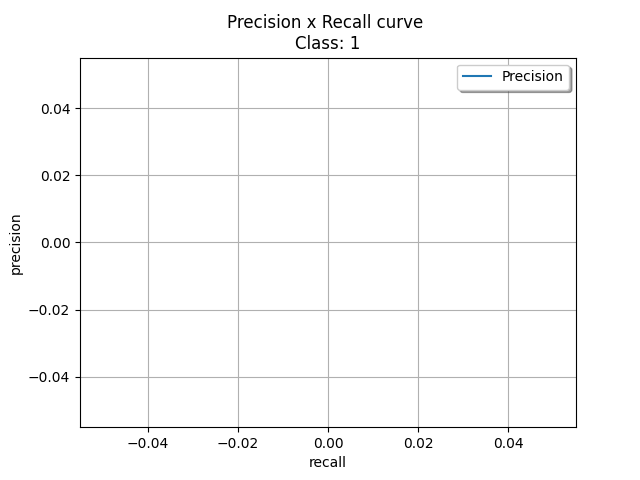 Precision x Recall curve
Class: 1
Precision
0.04
0.02
0.00
−0.02
−0.04
precision
−0.04 −0.02 0.00 0.02 0.04
recall